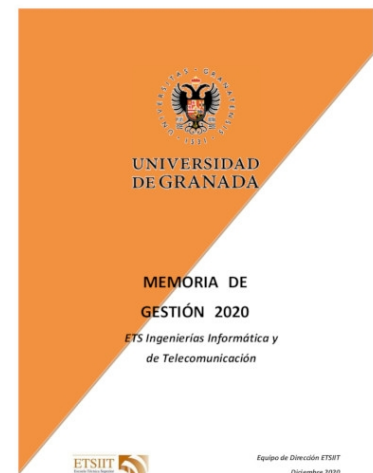 UNIVERSIDAD
DE GRANADA
MEMORIA DE
GESTIÓN 2020
ETS Ingenierías Informática y
de Telecomunicación
ETSIIT
Equipo de Dirección ETSIIT
Diciembre 2020